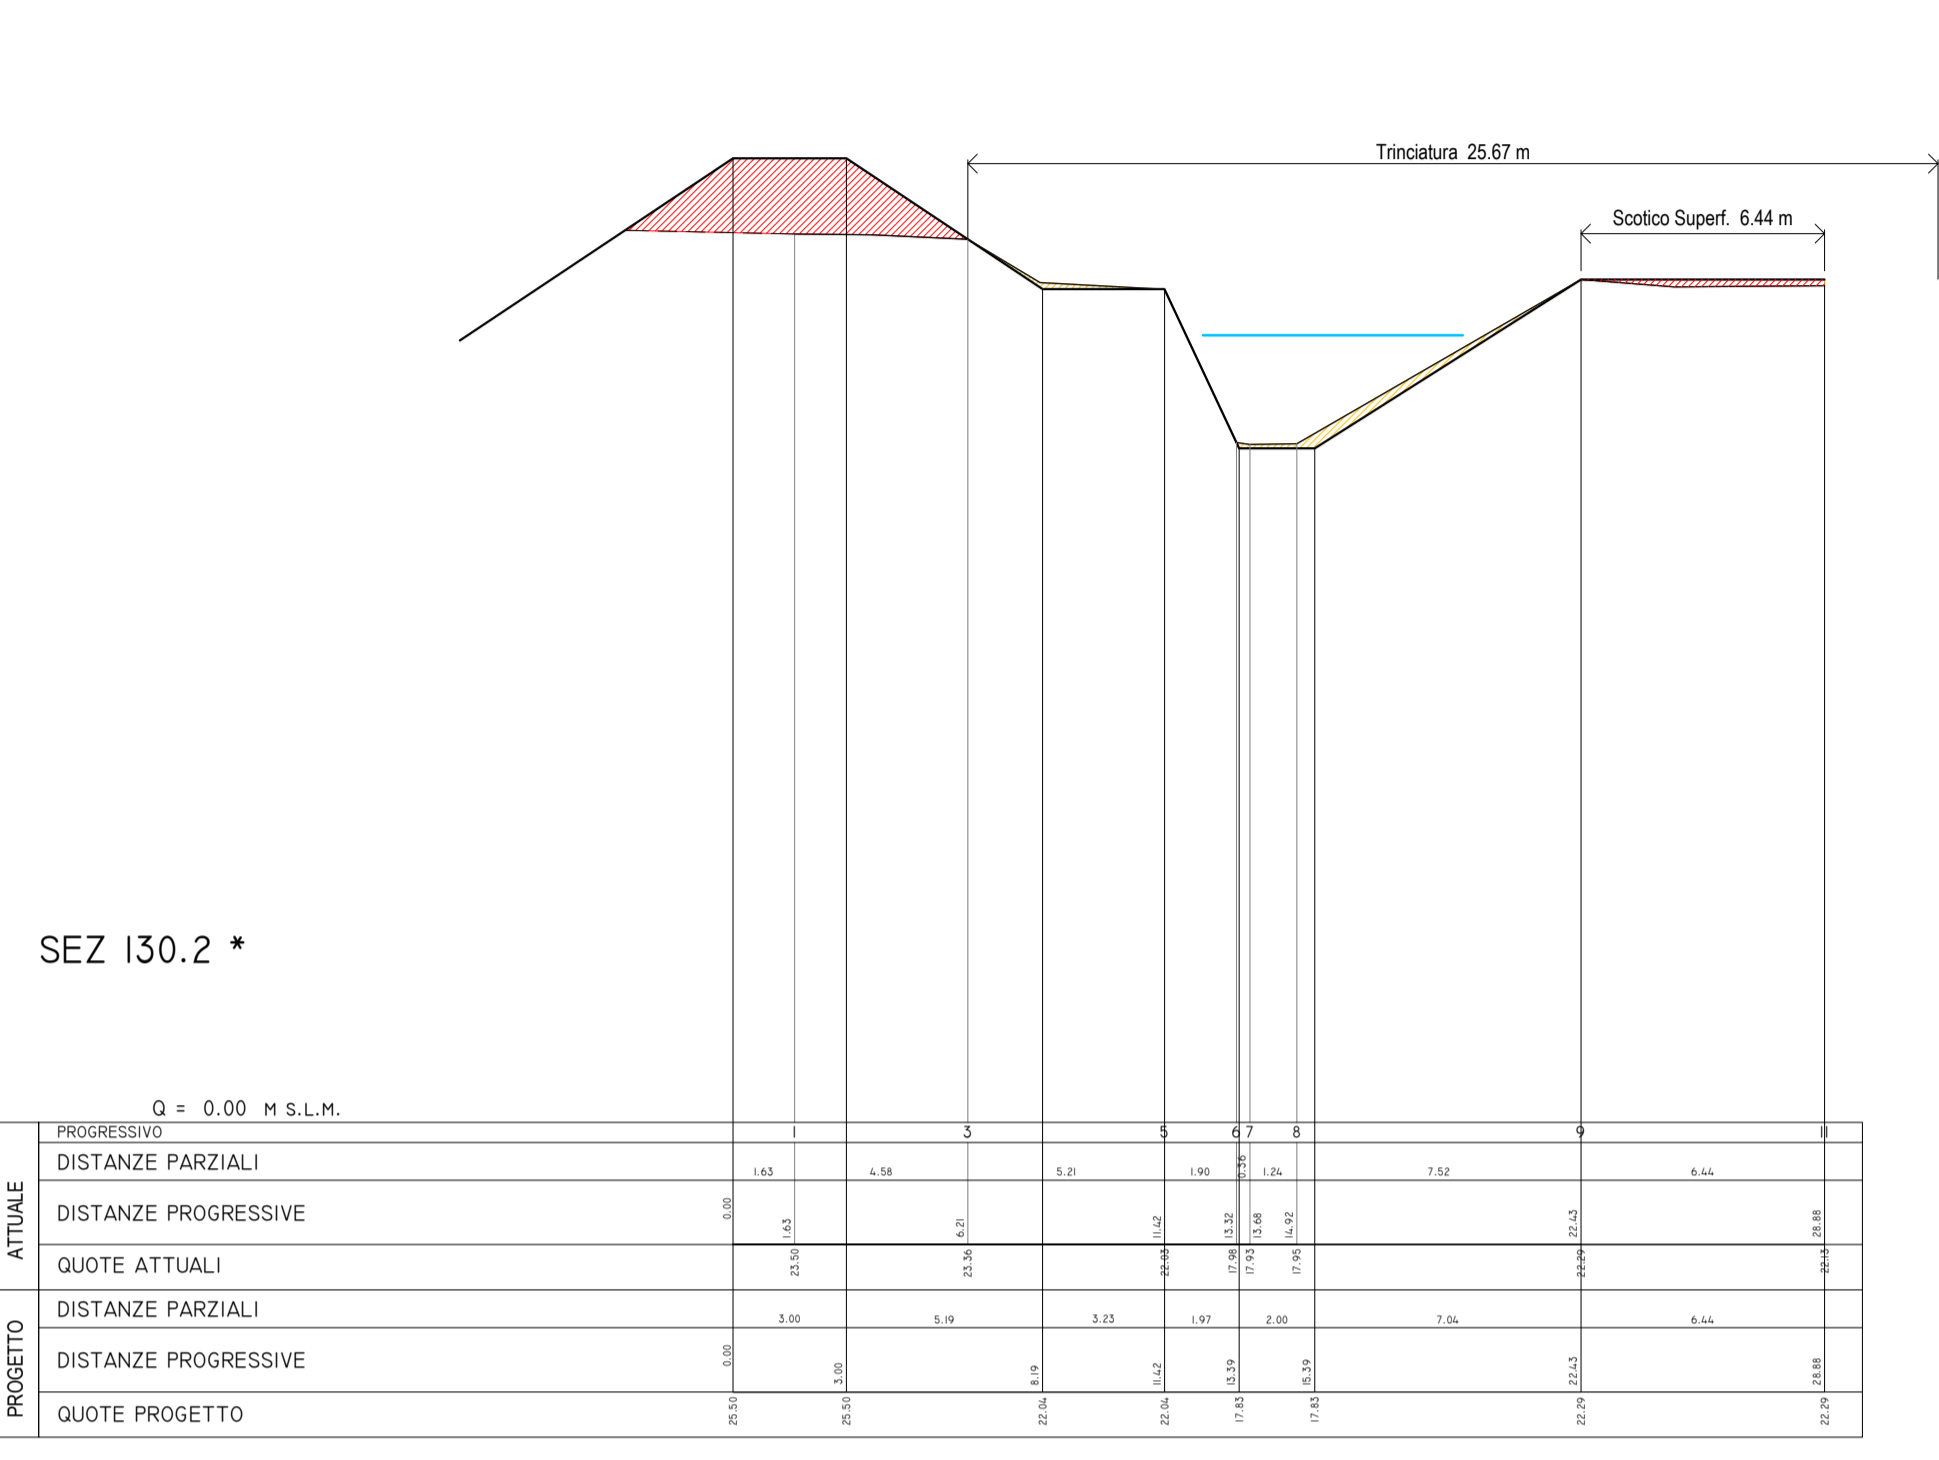 Trinciatura 25.67 m
Scotico Superf. 6.44 m
SEZ 130.2 *
Q = 0.00 M S.L.M.
ATTUALE
PROGRESSIVO 1 3 5 6 7 8 9 11
DISTANZE PARZIALI 1.63 4.58 5.21 1.90 0.36 1.24 7.52 6.44
DISTANZE PROGRESSIVE 0.00 1.63 6.21 11.42 13.32 13.68 14.92 22.43 28.88
QUOTE ATTUALI 23.50 23.36 22.03 17.98 17.93 17.95 22.29 22.13
PROGETTO
DISTANZE PARZIALI 3.00 5.19 3.23 1.97 2.00 7.04 6.44
DISTANZE PROGRESSIVE 0.00 3.00 8.19 11.42 13.39 15.39 22.43 28.88
QUOTE PROGETTO 25.50 25.50 22.04 22.04 17.83 17.83 22.29 22.29